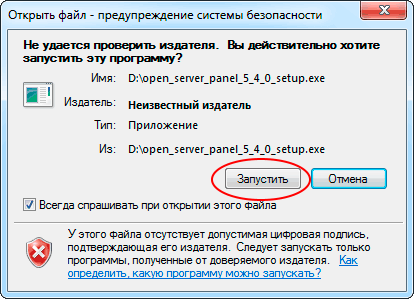 Открыть файл - предупреждение системы безопасности
Не удается проверить издателя. Вы действительно хотите
запустить эту программу?
Имя: D:\open_server_panel_5_4_0_setup.exe
Издатель: Неизвестный издатель
Тип: Приложение
Из: D:\open_server_panel_5_4_0_setup.exe
Запустить Отмена
Всегда спрашивать при открытии этого файла
У этого файла отсутствует допустимая цифровая подпись,
подтверждающая его издателя. Следует запускать только
программы, полученные от доверяемого издателя. Как
определить, какую программу можно запускать?